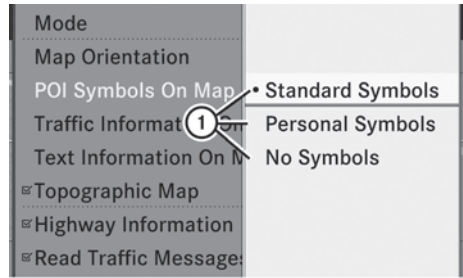 Mode
Map Orientation
POI Symbols On Map
Traffic Informat
Text Information On M
Topographic Map
Highway Information
Read Traffic Message
• Standard Symbols
Personal Symbols
No Symbols
1